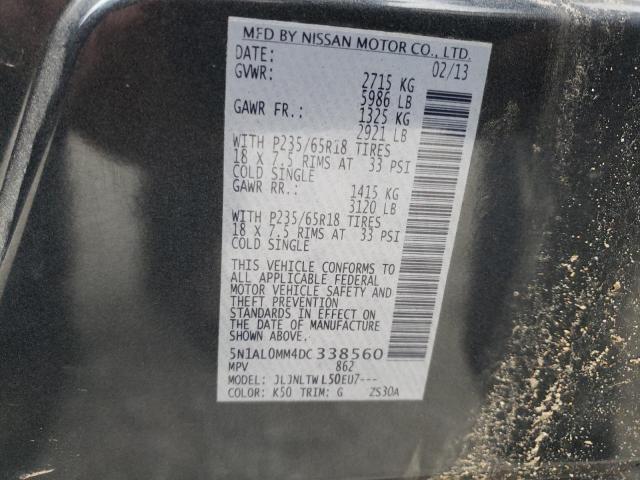 MFD BY NISSAN MOTOR CO., LTD.
DATE: 02/13
GVWR: 2715 KG
5986 LB
GAWR FR.: 1325 KG
2921 LB
WITH P235/65R18 TIRES
18 X 7.5 RIMS AT 33 PSI
COLD SINGLE
GAWR RR.: 1415 KG
3120 LB
WITH P235/65R18 TIRES
18 X 7.5 RIMS AT 33 PSI
COLD SINGLE
THIS VEHICLE CONFORMS TO
ALL APPLICABLE FEDERAL
MOTOR VEHICLE SAFETY AND
THEFT PREVENTION
STANDARDS IN EFFECT ON
THE DATE OF MANUFACTURE
SHOWN ABOVE.
5N1AL0MM4DC338560
MPV 862
MODEL: JLJNLTWL50EU7---
COLOR: K50 TRIM: G ZS30A